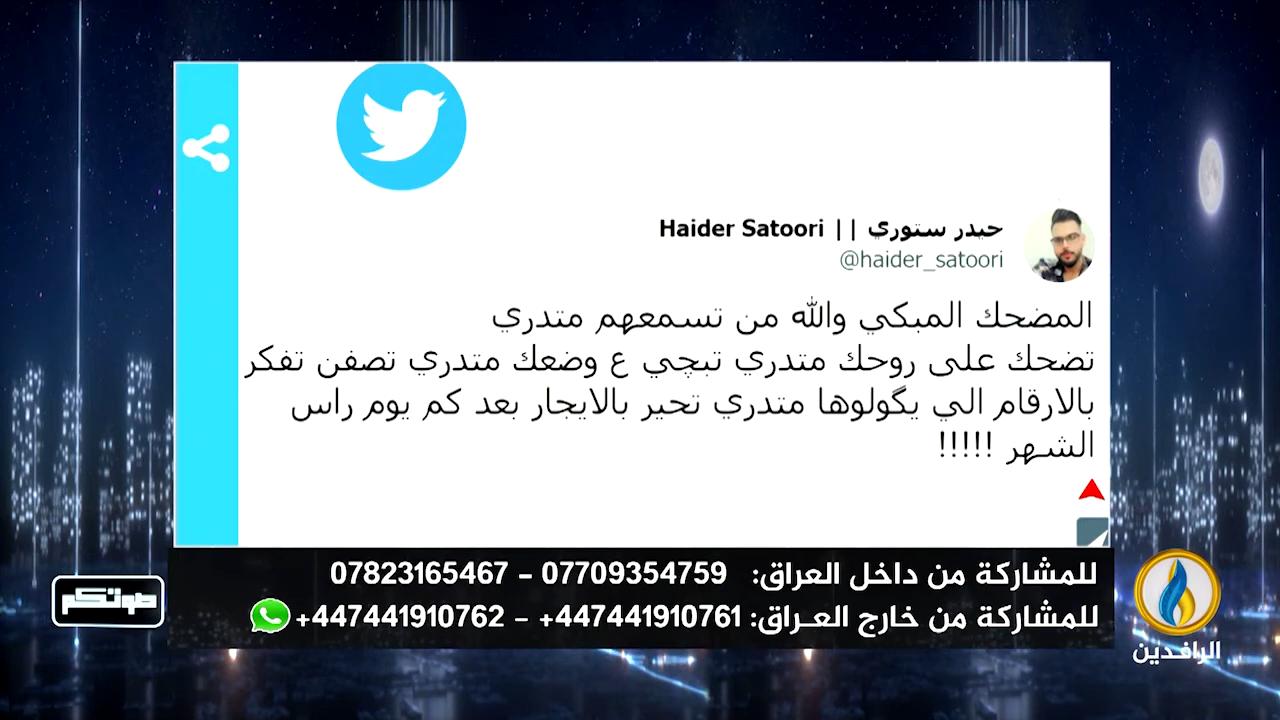 حيدر ستوري || Haider Satoori
@haider_satoori
المضحك المبكي والله من تسمعهم متدري
تضحك على روحك متدري تبچي ع وضعك متدري تصفن تفكر
بالارقام الي يگولوها متدري تحير بالايجار بعد كم يوم راس
الشهر !!!!!
للمشاركة من داخل العراق: 07709354759 - 07823165467
للمشاركة من خارج العـراق: 447441910761+ - 447441910762+
صوتكم
الرافـدين